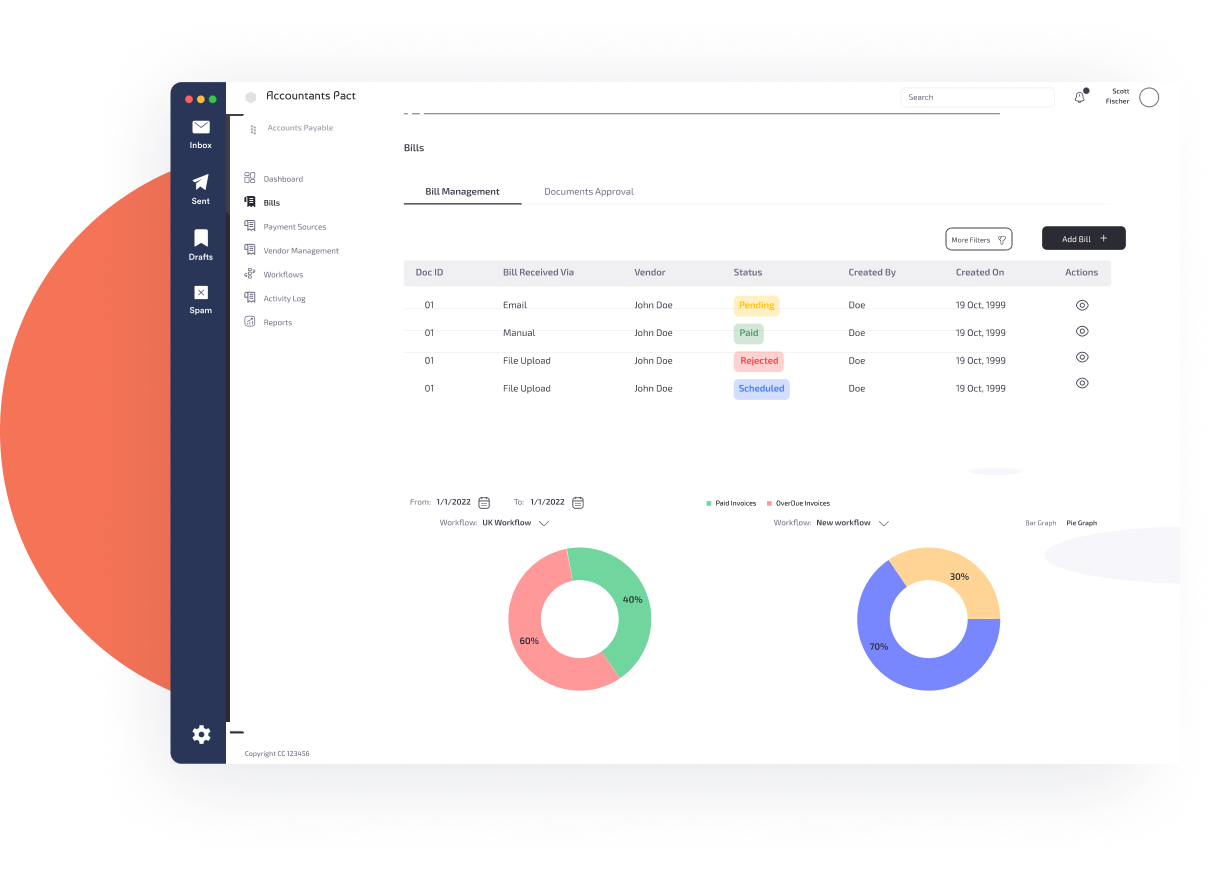 Accountants Pact
Search
Scott
Fischer
Inbox
Sent
Drafts
Spam
Accounts Payable
Dashboard
Bills
Payment Sources
Vendor Management
Workflows
Activity Log
Reports
Bills
Bill Management Documents Approval
More Filters Add Bill +
Doc ID Bill Received Via Vendor Status Created By Created On Actions
01 Email John Doe Pending Doe 19 Oct, 1999
01 Manual John Doe Paid Doe 19 Oct, 1999
01 File Upload John Doe Rejected Doe 19 Oct, 1999
01 File Upload John Doe Scheduled Doe 19 Oct, 1999
From: 1/1/2022 To: 1/1/2022 Paid Invoices OverDue Invoices
Workflow: UK Workflow Workflow: New workflow Bar Graph Pie Graph
40%
60%
30%
70%
Copyright CC 123456